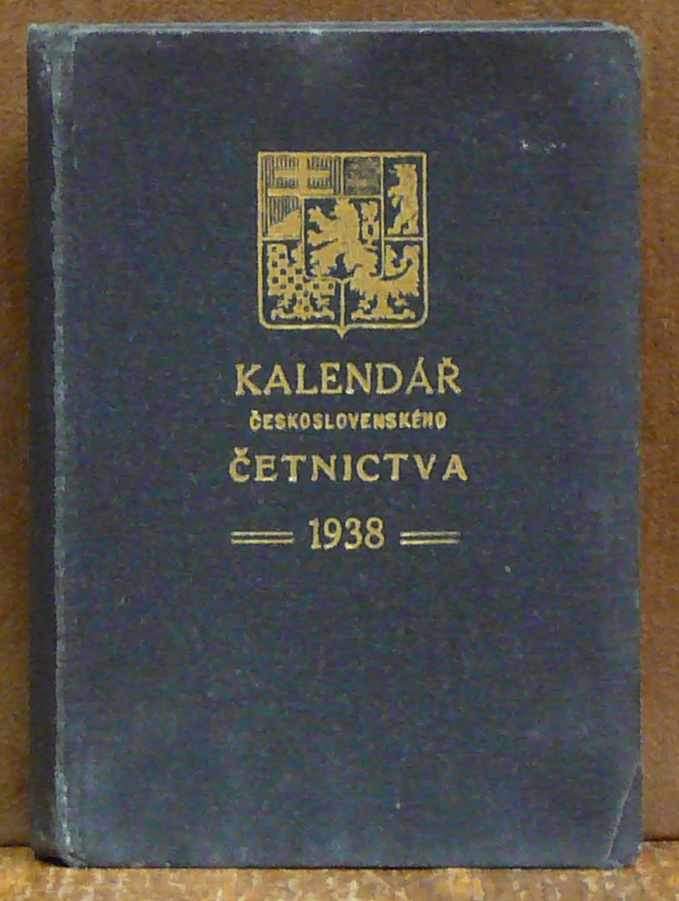 KALENDÁŘ
ČESKOSLOVENSKÉHO
ČETNICTVA
1938